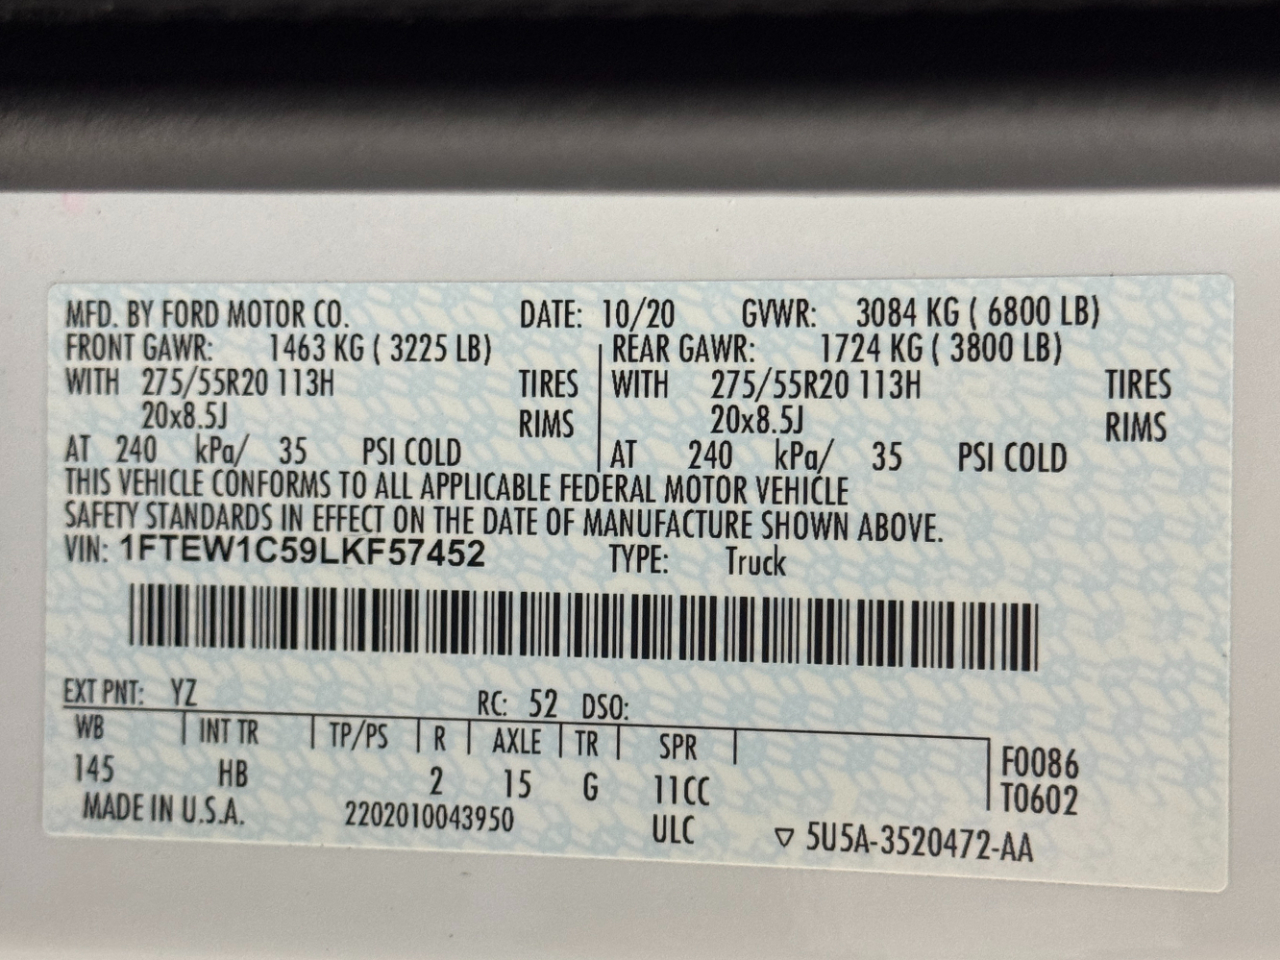 MFD. BY FORD MOTOR CO. DATE: 10/20 GVWR: 3084 KG ( 6800 LB)
FRONT GAWR: 1463 KG ( 3225 LB) REAR GAWR: 1724 KG ( 3800 LB)
WITH 275/55R20 113H TIRES WITH 275/55R20 113H TIRES
20x8.5J RIMS 20x8.5J RIMS
AT 240 kPa/ 35 PSI COLD AT 240 kPa/ 35 PSI COLD
THIS VEHICLE CONFORMS TO ALL APPLICABLE FEDERAL MOTOR VEHICLE
SAFETY STANDARDS IN EFFECT ON THE DATE OF MANUFACTURE SHOWN ABOVE.
VIN: 1FTEW1C59LKF57452 TYPE: Truck
EXT PNT: YZ RC: 52 DSO:
WB INT TR TP/PS R AXLE TR SPR F0086
145 HB 2 15 G 11CC T0602
MADE IN U.S.A. 2202010043950 ULC ▽ 5U5A-3520472-AA